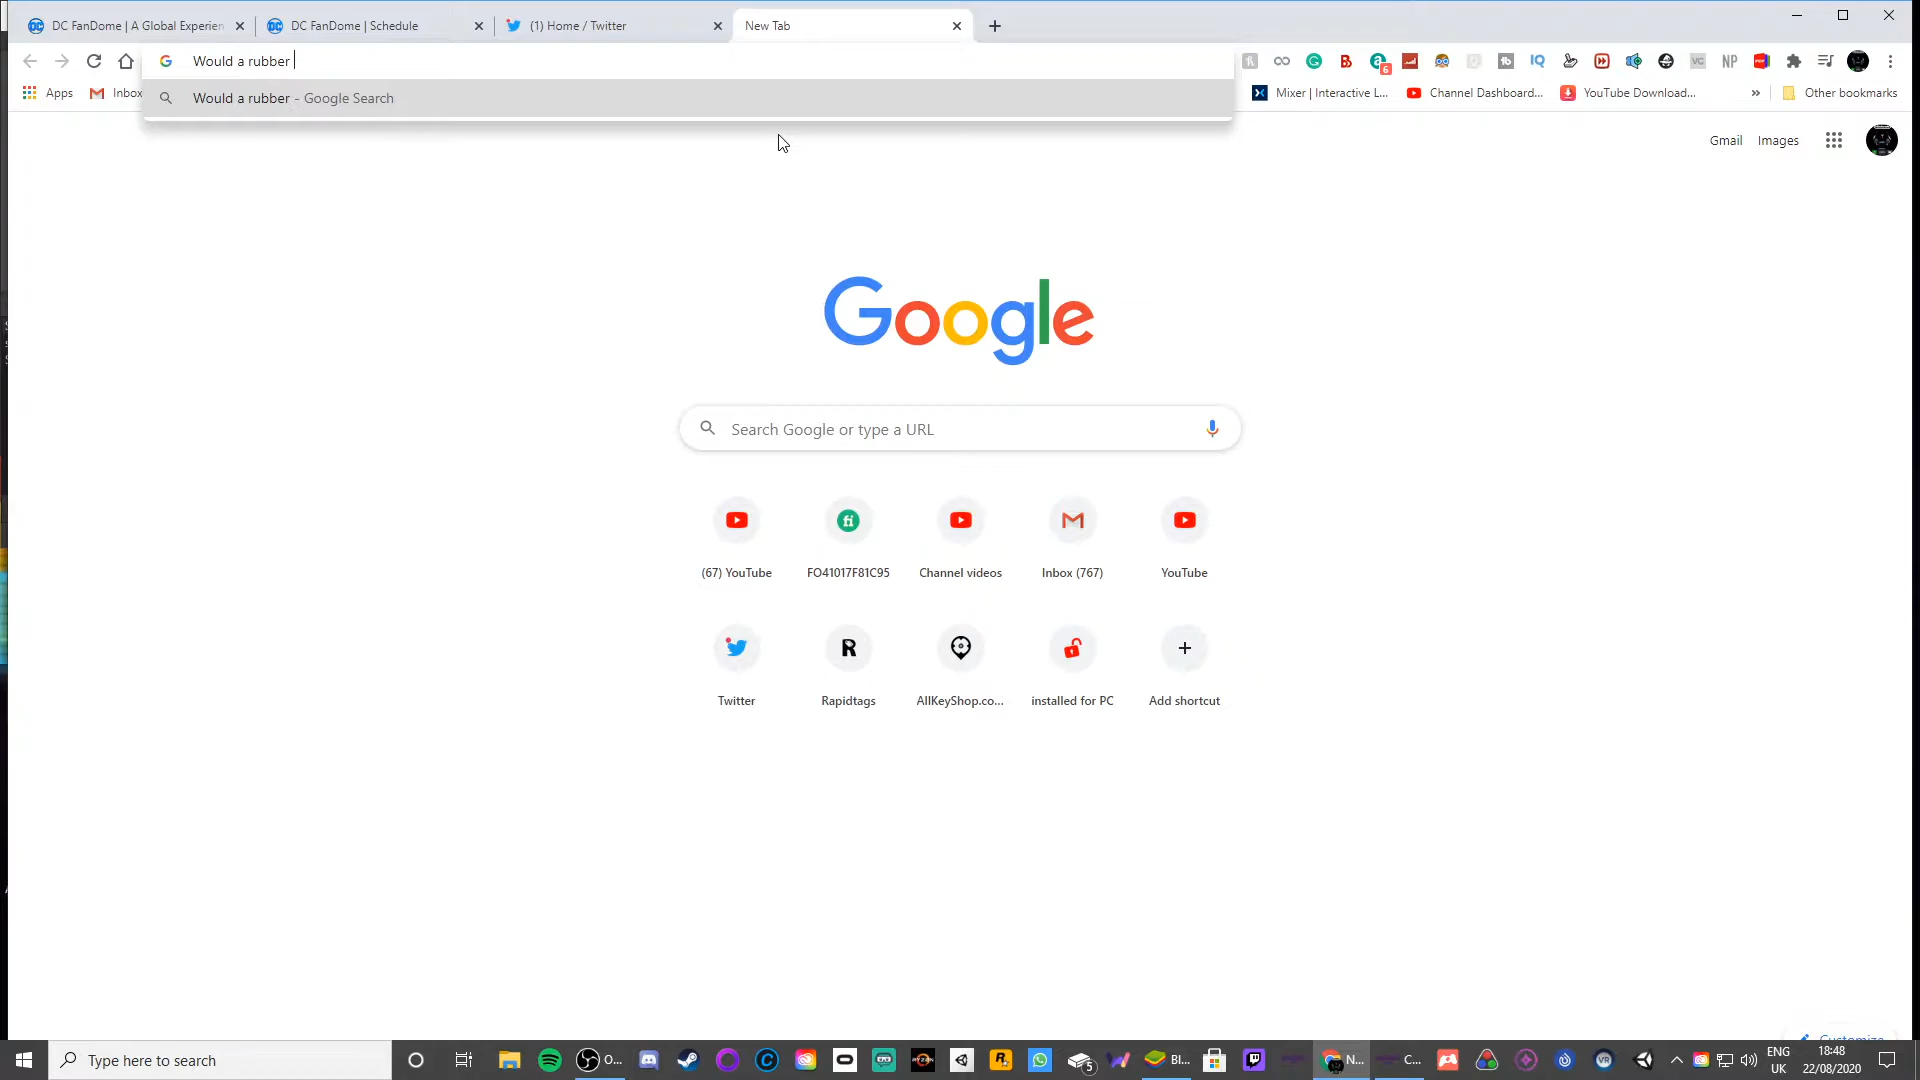 DC FanDome | A Global Experien
DC FanDome | Schedule
(1) Home / Twitter
New Tab
Would a rubber
Would a rubber - Google Search
Apps
Inbox
Mixer | Interactive L...
Channel Dashboard...
YouTube Download...
»
Other bookmarks
Gmail
Images
Google
Search Google or type a URL
(67) YouTube
FO41017F81C95
Channel videos
Inbox (767)
YouTube
Twitter
Rapidtags
AllKeyShop.co...
installed for PC
Add shortcut
Customize
Type here to search
O...
Bl...
N...
C...
ENG
UK
18:48
22/08/2020